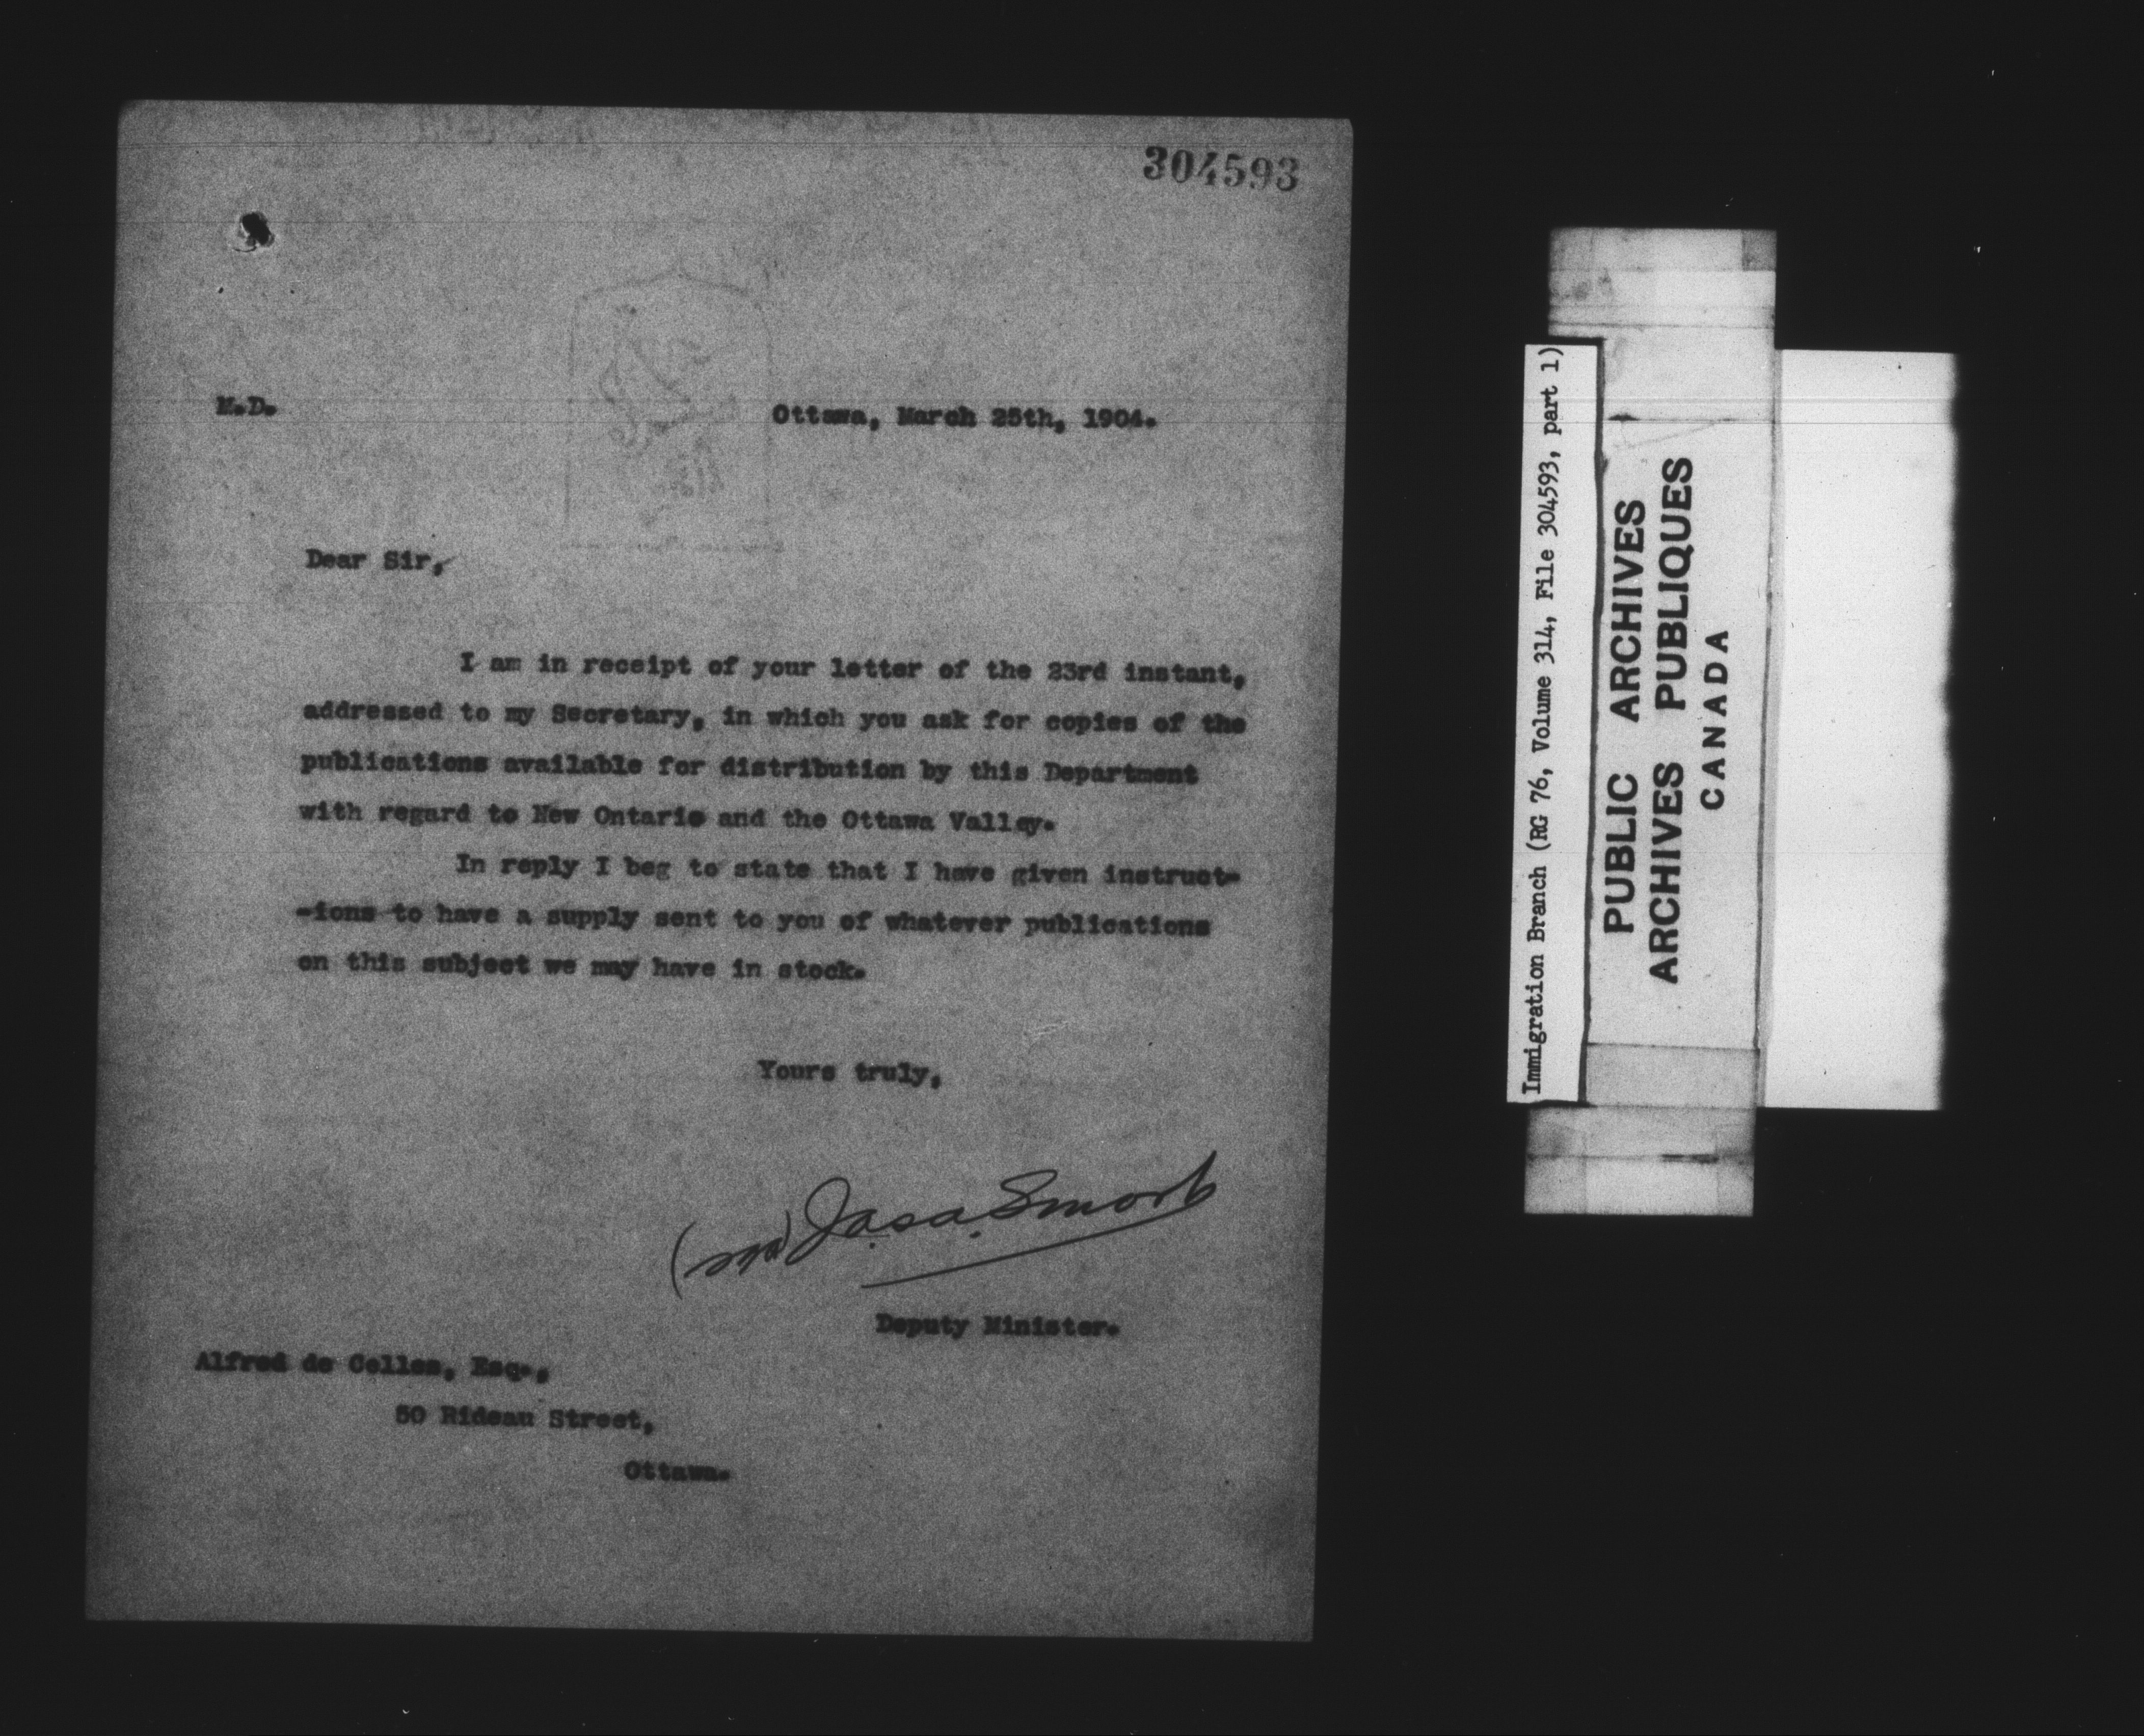 304593
M.D.
Ottawa, March 25th, 1904.
Dear Sir,
I am in receipt of your letter of the 23rd instant,
addressed to my Secretary, in which you ask for copies of the
publications available for distribution by this Department
with regard to New Ontario and the Ottawa Valley.
In reply I beg to state that I have given instruct-
-ions to have a supply sent to you of whatever publications
on this subject we may have in stock.
Yours truly,
(sgd) Jas. A. Smart
Deputy Minister.
Alfred de Celles, Esq.,
50 Rideau Street,
Ottawa.
Immigration Branch (RG 76, Volume 314, File 304593, part 1)
PUBLIC ARCHIVES
ARCHIVES PUBLIQUES
CANADA